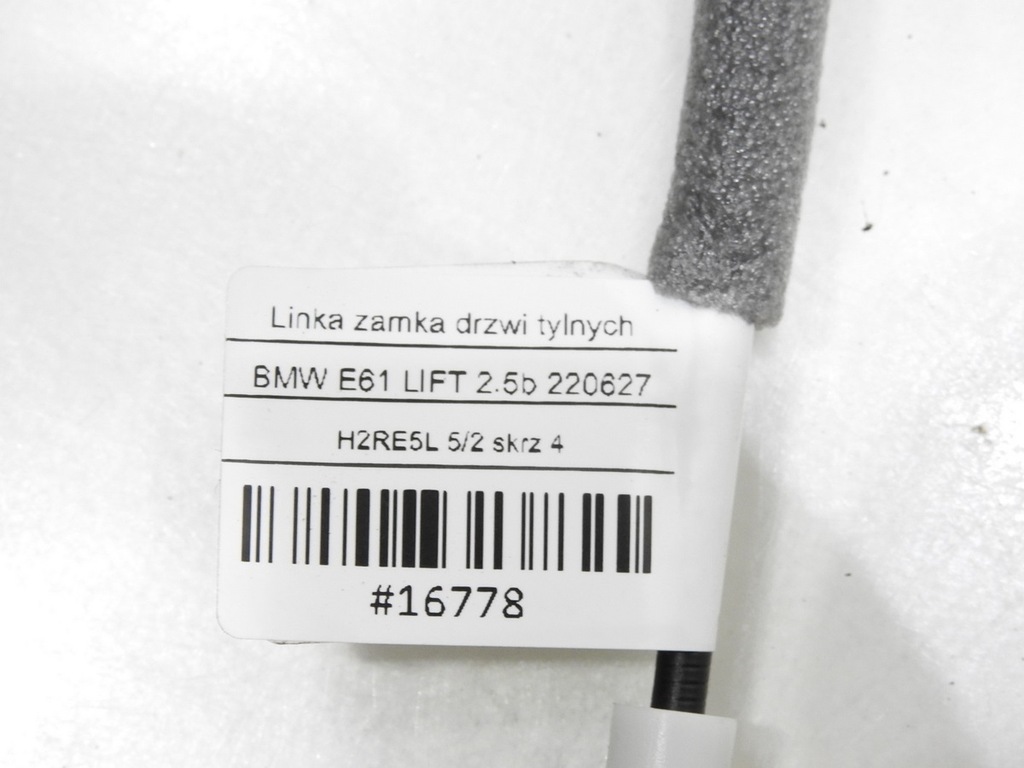 Linka zamka drzwi tylnych
BMW E61 LIFT 2.5b 220627
H2RE5L 5/2 skrz 4
#16778